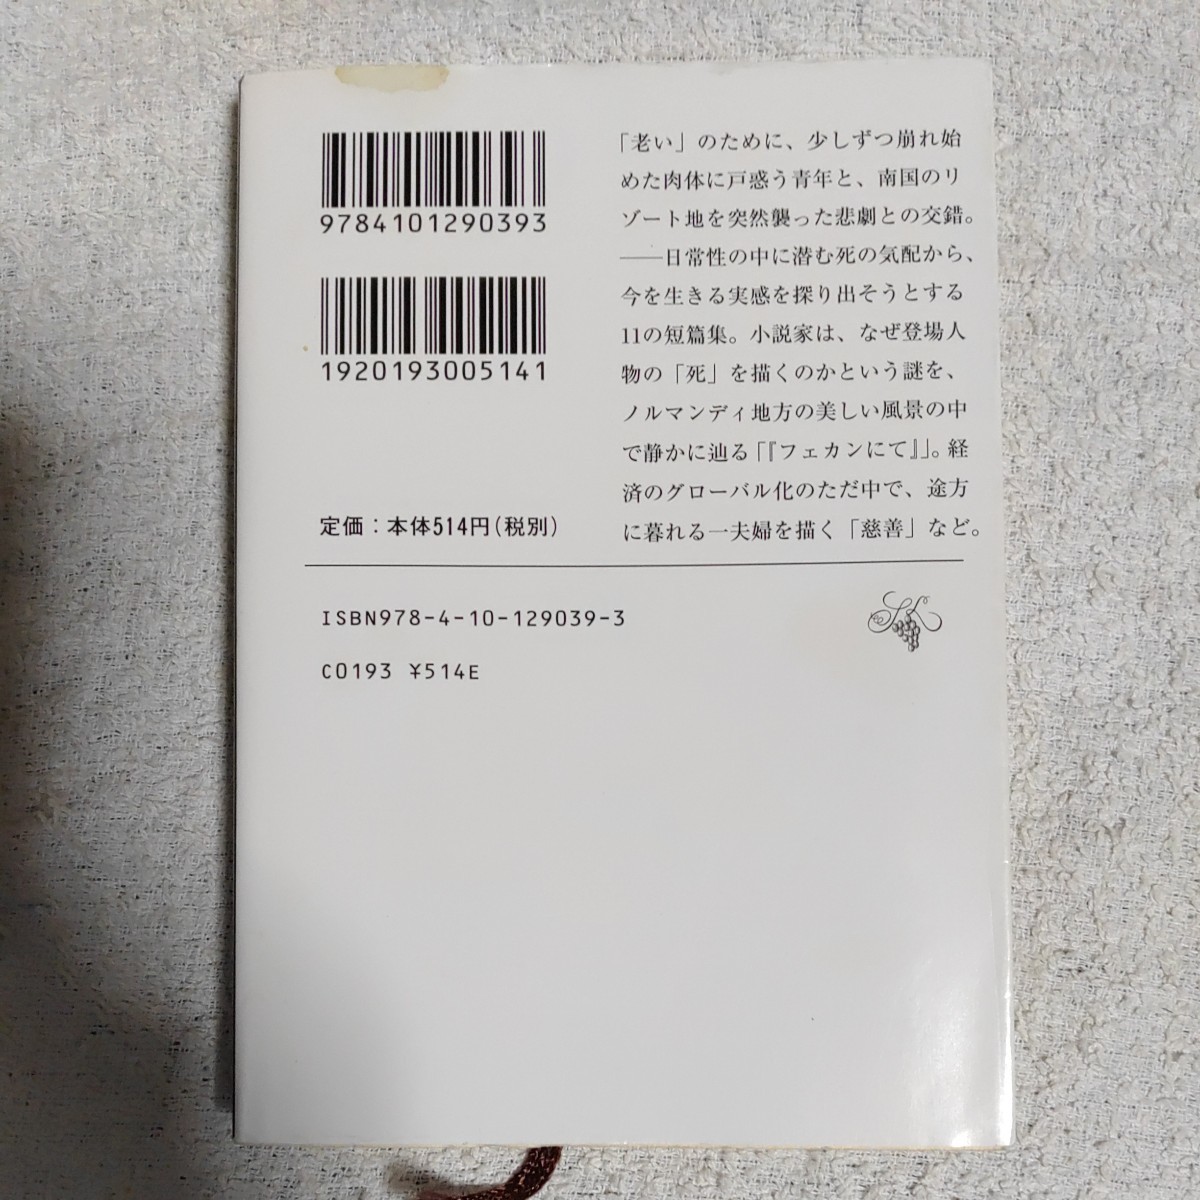 9784101290393
1920193005141
定価：本体514円（税別）
「老い」のために、少しずつ崩れ始
めた肉体に戸惑う青年と、南国のリ
ゾート地を突然襲った悲劇との交錯。
――日常性の中に潜む死の気配から、
今を生きる実感を探り出そうとする
11の短篇集。小説家は、なぜ登場人
物の「死」を描くのかという謎を、
ノルマンディ地方の美しい風景の中
で静かに辿る「『フェカンにて』」。経
済のグローバル化のただ中で、途方
に暮れる一夫婦を描く「慈善」など。
ISBN978-4-10-129039-3
C0193 ¥514E